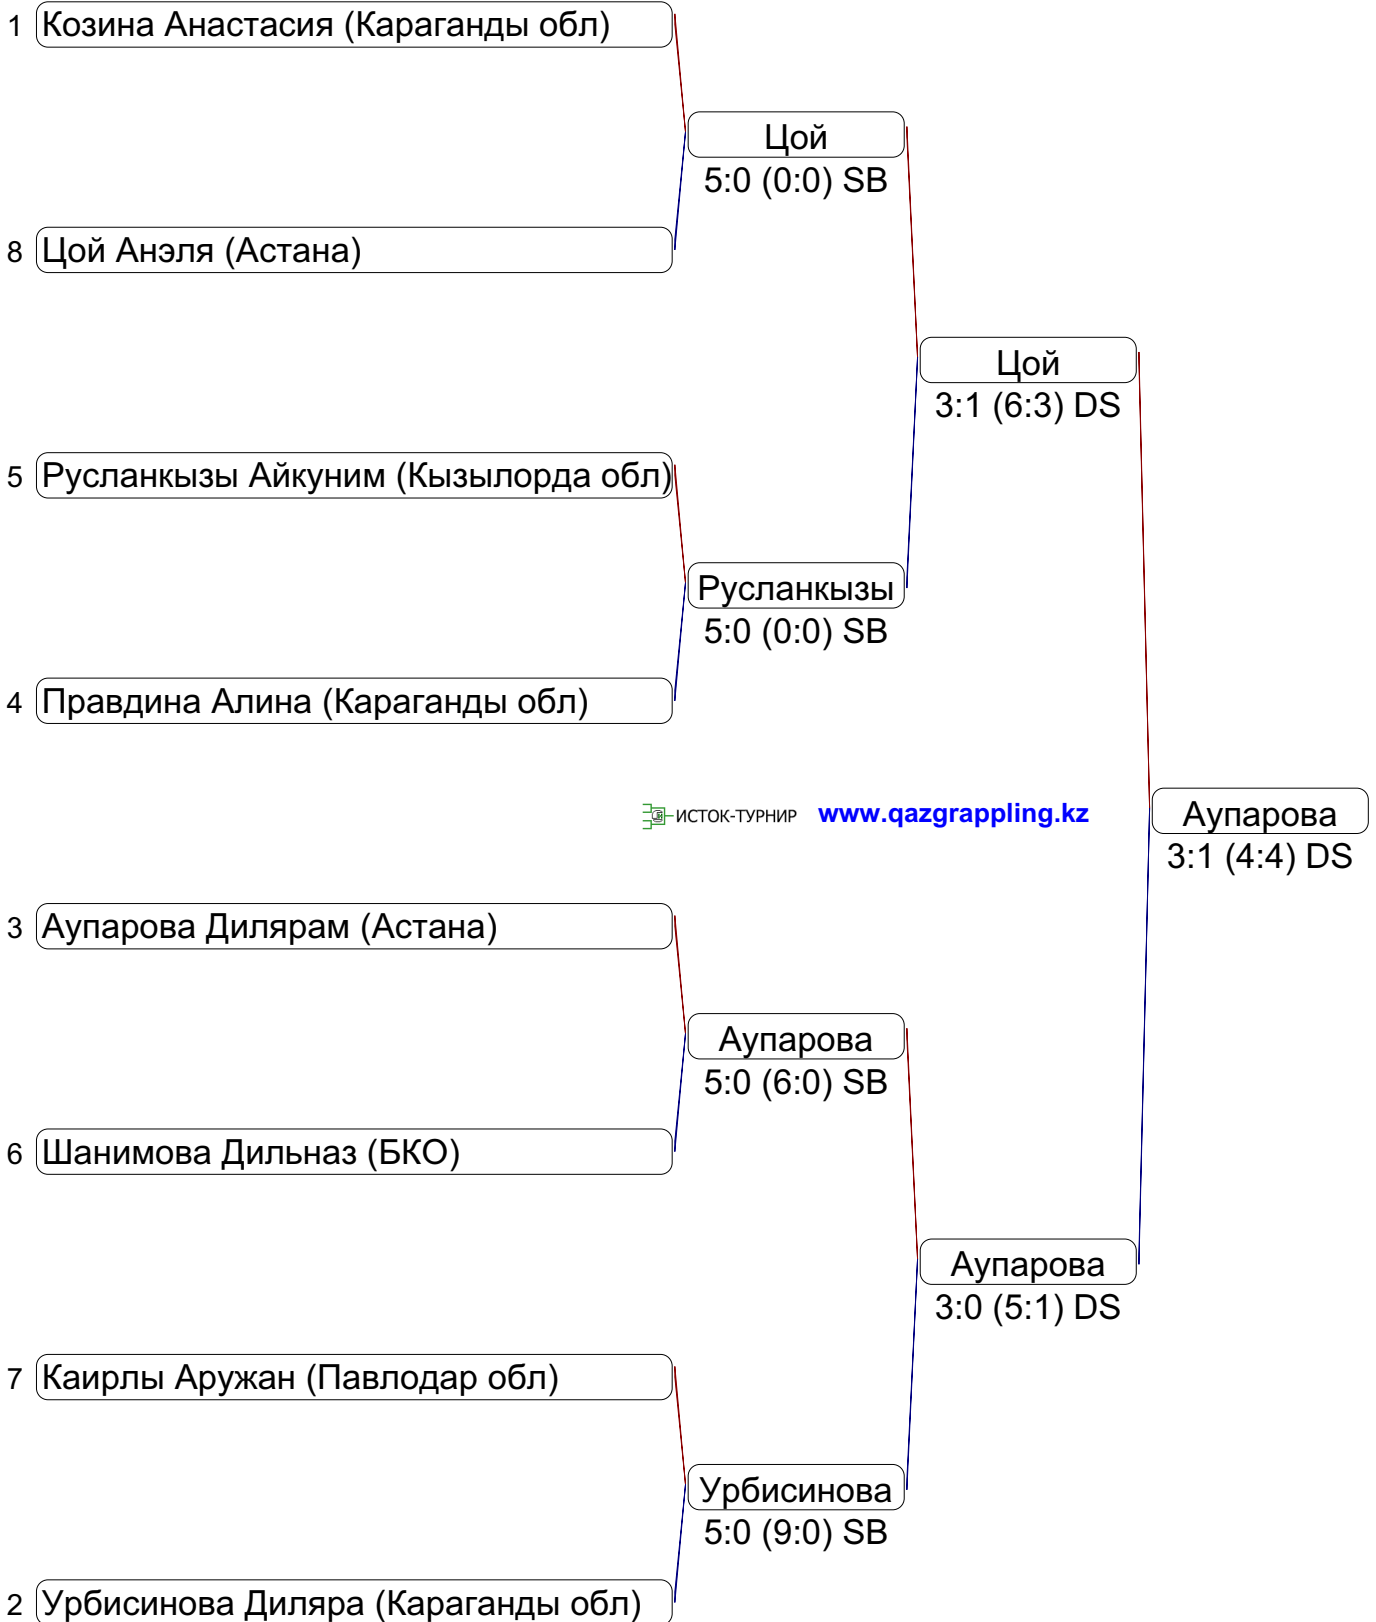 1 Козина Анастасия (Караганды обл)
Цой
5:0 (0:0) SB
8 Цой Анэля (Астана)
Цой
3:1 (6:3) DS
5 Русланкызы Айкуним (Кызылорда обл)
Русланкызы
5:0 (0:0) SB
4 Правдина Алина (Караганды обл)
ИСТОК-ТУРНИР www.qazgrappling.kz
Аупарова
3:1 (4:4) DS
3 Аупарова Дилярам (Астана)
Аупарова
5:0 (6:0) SB
6 Шанимова Дильназ (БКО)
Аупарова
3:0 (5:1) DS
7 Каирлы Аружан (Павлодар обл)
Урбисинова
5:0 (9:0) SB
2 Урбисинова Диляра (Караганды обл)